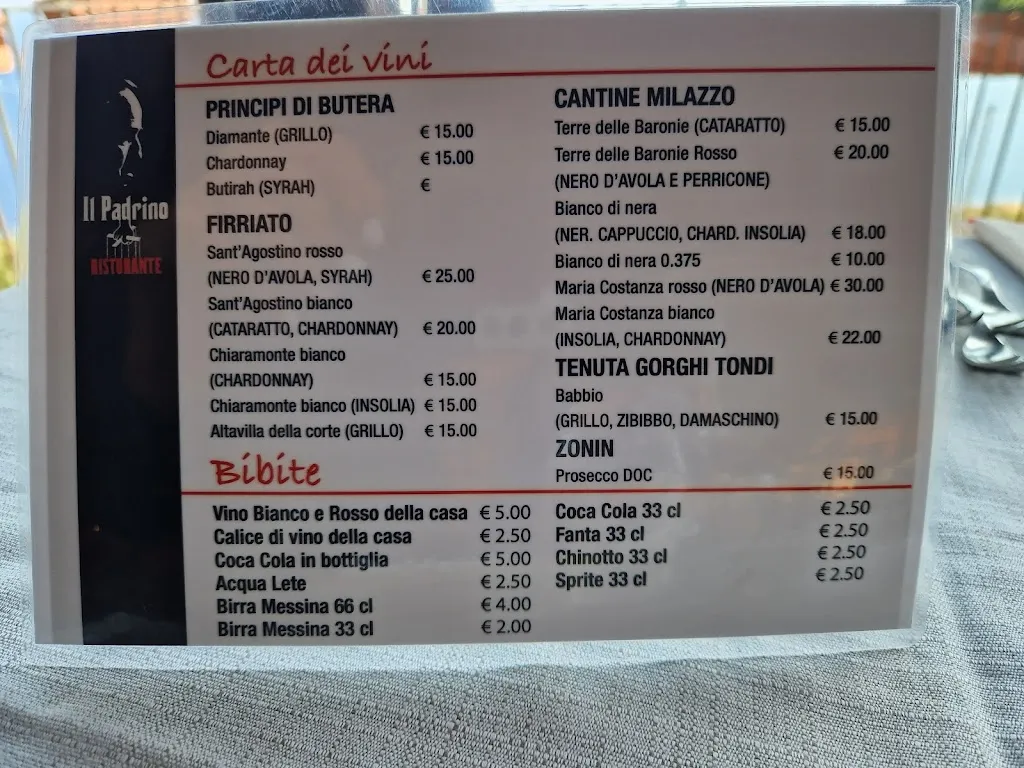 Il Padrino
RISTORANTE
Carta dei vini
PRINCIPI DI BUTERA
Diamante (GRILLO) € 15.00
Chardonnay € 15.00
Butirah (SYRAH) €
FIRRIATO
Sant'Agostino rosso
(NERO D'AVOLA, SYRAH) € 25.00
Sant'Agostino bianco
(CATARATTO, CHARDONNAY) € 20.00
Chiaramonte bianco
(CHARDONNAY) € 15.00
Chiaramonte bianco (INSOLIA) € 15.00
Altavilla della corte (GRILLO) € 15.00
CANTINE MILAZZO
Terre delle Baronie (CATARATTO) € 15.00
Terre delle Baronie Rosso € 20.00
(NERO D'AVOLA E PERRICONE)
Bianco di nera
(NER. CAPPUCCIO, CHARD. INSOLIA) € 18.00
Bianco di nera 0.375 € 10.00
Maria Costanza rosso (NERO D'AVOLA) € 30.00
Maria Costanza bianco
(INSOLIA, CHARDONNAY) € 22.00
TENUTA GORGHI TONDI
Babbio
(GRILLO, ZIBIBBO, DAMASCHINO) € 15.00
ZONIN
Prosecco DOC € 15.00
Bibite
Vino Bianco e Rosso della casa € 5.00
Calice di vino della casa € 2.50
Coca Cola in bottiglia € 5.00
Acqua Lete € 2.50
Birra Messina 66 cl € 4.00
Birra Messina 33 cl € 2.00
Coca Cola 33 cl € 2.50
Fanta 33 cl € 2.50
Chinotto 33 cl € 2.50
Sprite 33 cl € 2.50